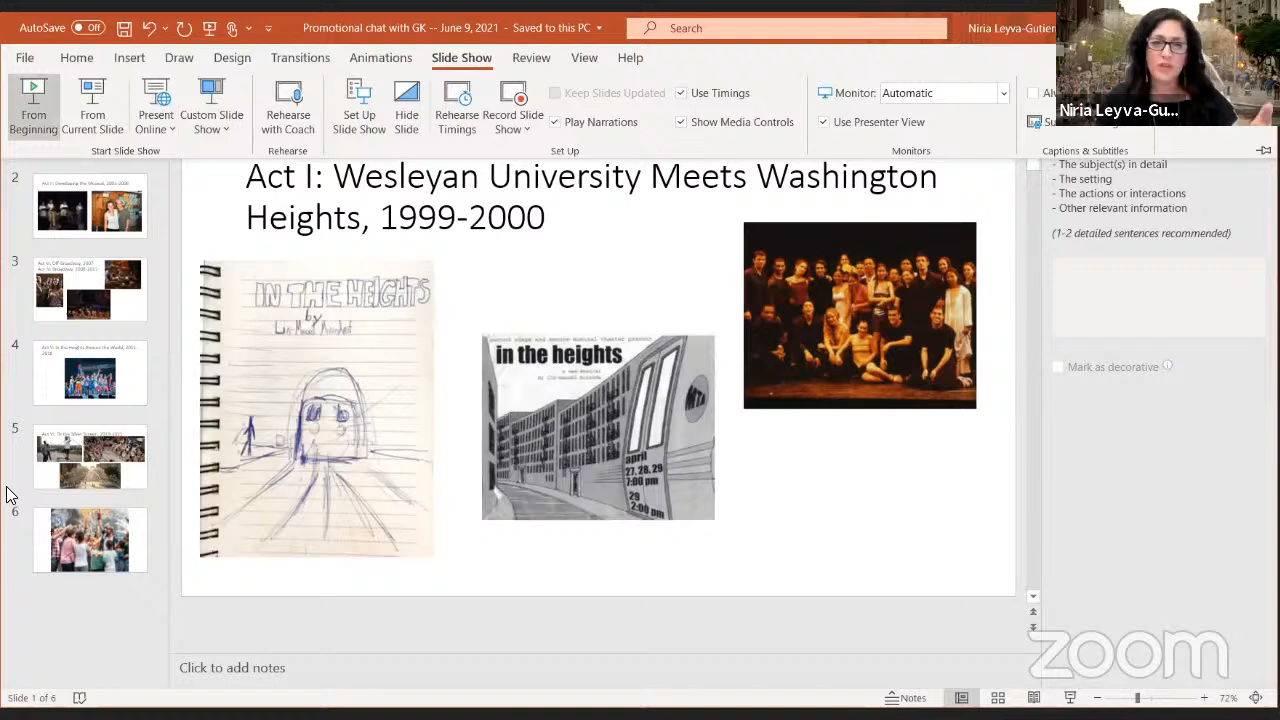 AutoSave Off Promotional chat with GK -- June 9, 2021 - Saved to this PC Search Niria Leyva-Gutier
File Home Insert Draw Design Transitions Animations Slide Show Review View Help
From Beginning
From Current Slide
Present Online
Custom Slide Show
Start Slide Show
Rehearse with Coach
Rehearse
Set Up Slide Show
Hide Slide
Rehearse Timings
Record Slide Show
Keep Slides Updated
Play Narrations
Use Timings
Show Media Controls
Set Up
Monitor: Automatic
Use Presenter View
Monitors
Captions & Subtitles
Niria Leyva-Gu...
2
3
4
5
6
Act I: Wesleyan University Meets Washington
Heights, 1999-2000
IN THE HEIGHTS
by
in the heights
april
27, 28, 29
7:00 pm
29
2:00 pm
- The subject(s) in detail
- The setting
- The actions or interactions
- Other relevant information
(1-2 detailed sentences recommended)
Mark as decorative
Click to add notes
zoom
Slide 1 of 6 Notes 72%